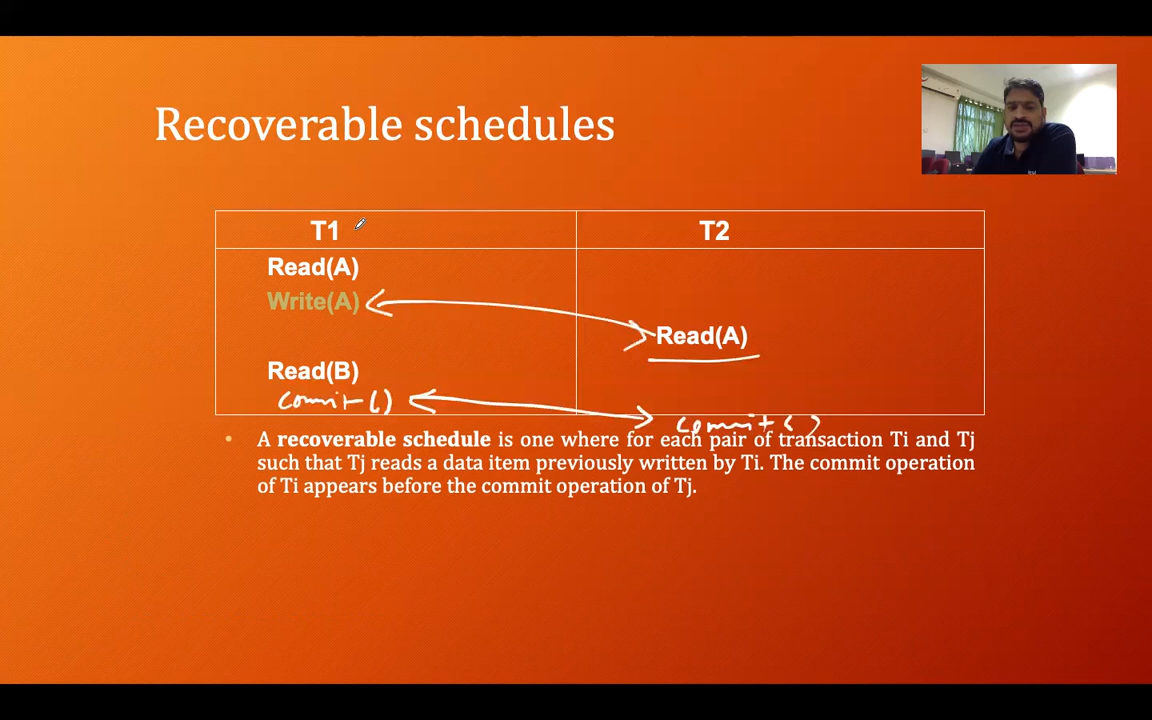 Recoverable schedules
T1 T2
Read(A)
Write(A)
Read(A)
Read(B)
commit()
commit()
• A recoverable schedule is one where for each pair of transaction Ti and Tj
such that Tj reads a data item previously written by Ti. The commit operation
of Ti appears before the commit operation of Tj.